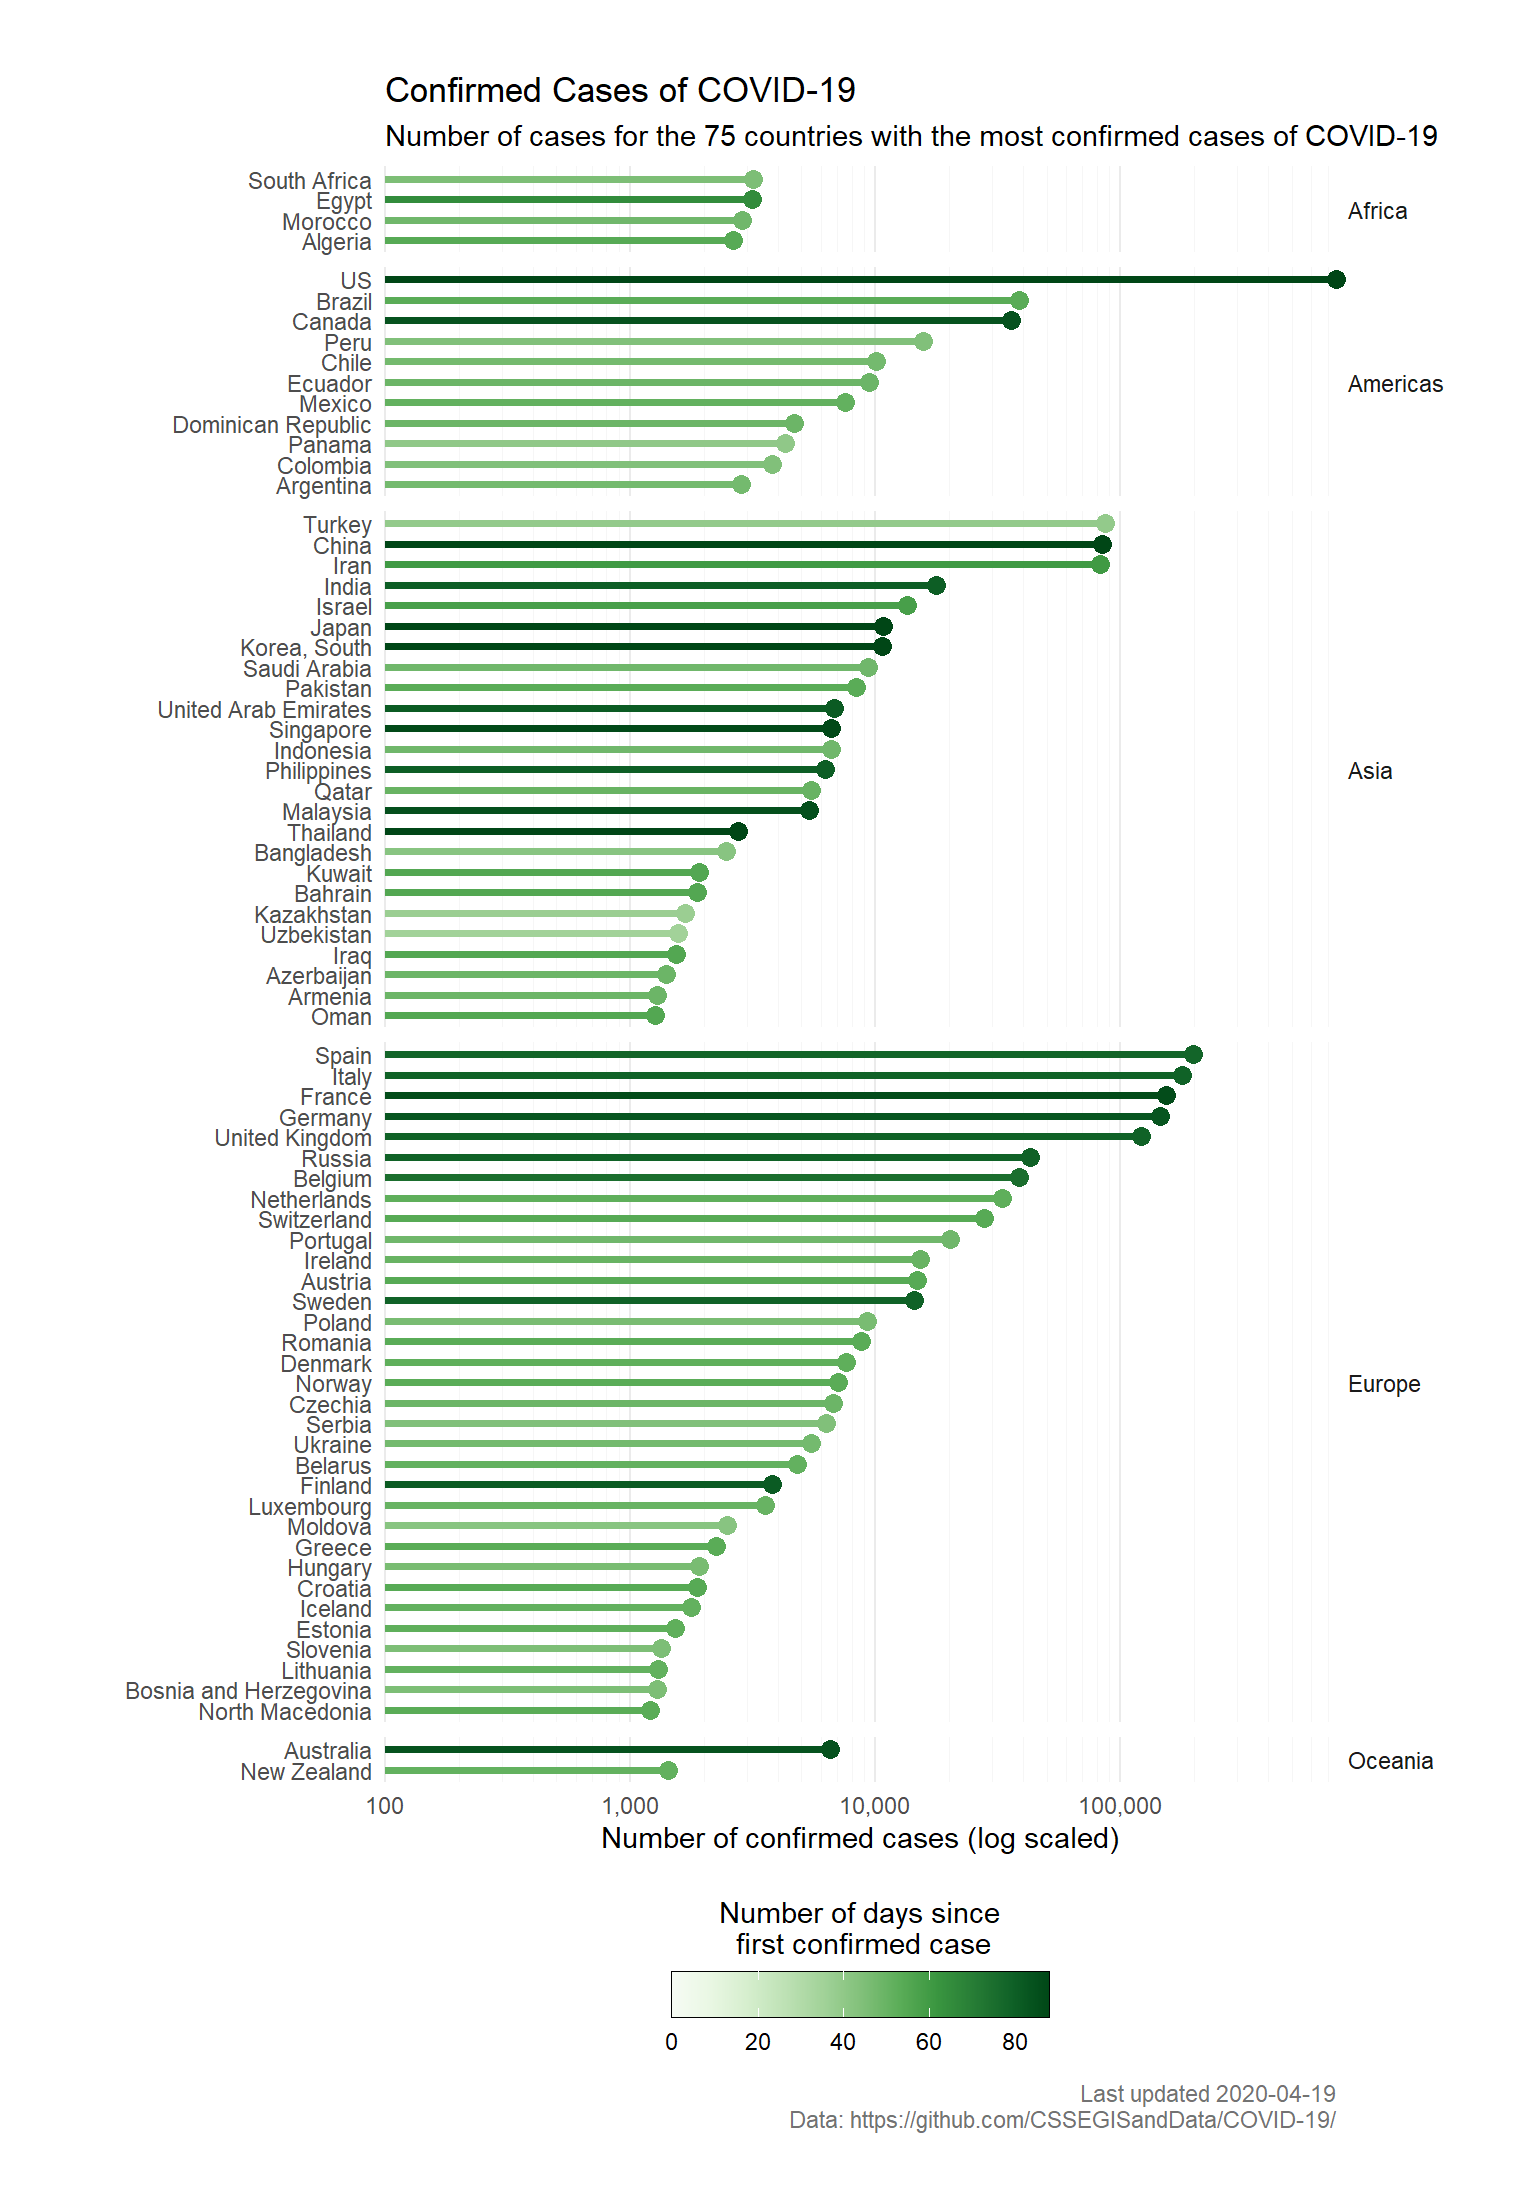 Confirmed Cases of COVID-19
Number of cases for the 75 countries with the most confirmed cases of COVID-19
South Africa
Egypt
Morocco
Algeria
Africa
US
Brazil
Canada
Peru
Chile
Ecuador
Mexico
Dominican Republic
Panama
Colombia
Argentina
Americas
Turkey
China
Iran
India
Israel
Japan
Korea, South
Saudi Arabia
Pakistan
United Arab Emirates
Singapore
Indonesia
Philippines
Qatar
Malaysia
Thailand
Bangladesh
Kuwait
Bahrain
Kazakhstan
Uzbekistan
Iraq
Azerbaijan
Armenia
Oman
Asia
Spain
Italy
France
Germany
United Kingdom
Russia
Belgium
Netherlands
Switzerland
Portugal
Ireland
Austria
Sweden
Poland
Romania
Denmark
Norway
Czechia
Serbia
Ukraine
Belarus
Finland
Luxembourg
Moldova
Greece
Hungary
Croatia
Iceland
Estonia
Slovenia
Lithuania
Bosnia and Herzegovina
North Macedonia
Europe
Australia
New Zealand
Oceania
100 1,000 10,000 100,000
Number of confirmed cases (log scaled)
Number of days since
first confirmed case
0 20 40 60 80
Last updated 2020-04-19
Data: https://github.com/CSSEGISandData/COVID-19/